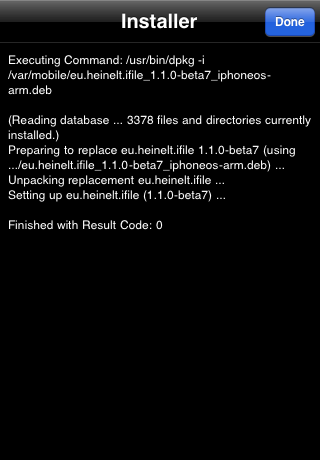 Installer
Done
Executing Command: /usr/bin/dpkg -i
/var/mobile/eu.heinelt.ifile_1.1.0-beta7_iphoneos-
arm.deb
(Reading database ... 3378 files and directories currently
installed.)
Preparing to replace eu.heinelt.ifile 1.1.0-beta7 (using
.../eu.heinelt.ifile_1.1.0-beta7_iphoneos-arm.deb) ...
Unpacking replacement eu.heinelt.ifile ...
Setting up eu.heinelt.ifile (1.1.0-beta7) ...
Finished with Result Code: 0